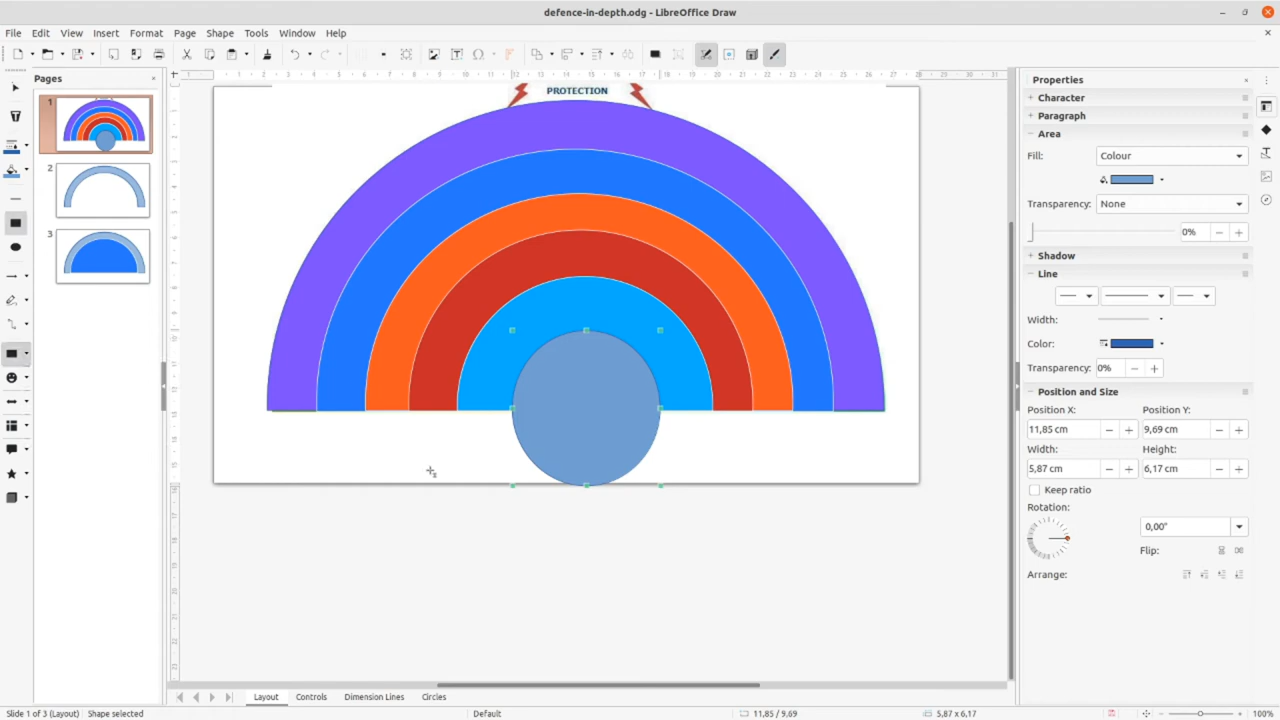 defence-in-depth.odg - LibreOffice Draw
File Edit View Insert Format Page Shape Tools Window Help
Pages
1
2
3
PROTECTION
Properties
Character
Paragraph
Area
Fill: Colour
Transparency: None
0%
Shadow
Line
Width:
Color:
Transparency: 0%
Position and Size
Position X: Position Y:
11,85 cm 9,69 cm
Width: Height:
5,87 cm 6,17 cm
Keep ratio
Rotation:
0,00°
Flip:
Arrange:
Layout Controls Dimension Lines Circles
Slide 1 of 3 (Layout) Shape selected Default 11,85 / 9,69 5,87 x 6,17 100%